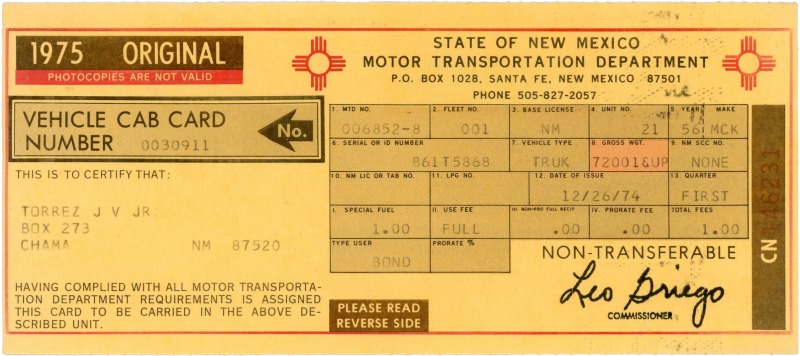 1975 ORIGINAL
PHOTOCOPIES ARE NOT VALID
STATE OF NEW MEXICO
MOTOR TRANSPORTATION DEPARTMENT
P.O. BOX 1028, SANTA FE, NEW MEXICO 87501
PHONE 505-827-2057
VEHICLE CAB CARD
NUMBER 0030911
No.
THIS IS TO CERTIFY THAT:
TORREZ J V JR
BOX 273
CHAMA NM 87520
HAVING COMPLIED WITH ALL MOTOR TRANSPORTA-
TION DEPARTMENT REQUIREMENTS IS ASSIGNED
THIS CARD TO BE CARRIED IN THE ABOVE DE-
SCRIBED UNIT.
1. MTD NO. 2. FLEET NO. 3. BASE LICENSE 4. UNIT NO. 5. YEAR MAKE
006852-8 001 NM 21 56 MCK
6. SERIAL OR ID NUMBER 7. VEHICLE TYPE 8. GROSS WGT. 9. NM SCC NO.
B61T5868 TRUK 72001&UP NONE
10. NM LIC OR TAB NO. 11. LPG NO. 12. DATE OF ISSUE 13. QUARTER
12/26/74 FIRST
I. SPECIAL FUEL II. USE FEE III. NON-PRO FULL RECIP IV. PRORATE FEE TOTAL FEES
1.00 FULL .00 .00 1.00
TYPE USER PRORATE %
BOND
NON-TRANSFERABLE
Leo Griego
COMMISSIONER
PLEASE READ
REVERSE SIDE
CN 146231